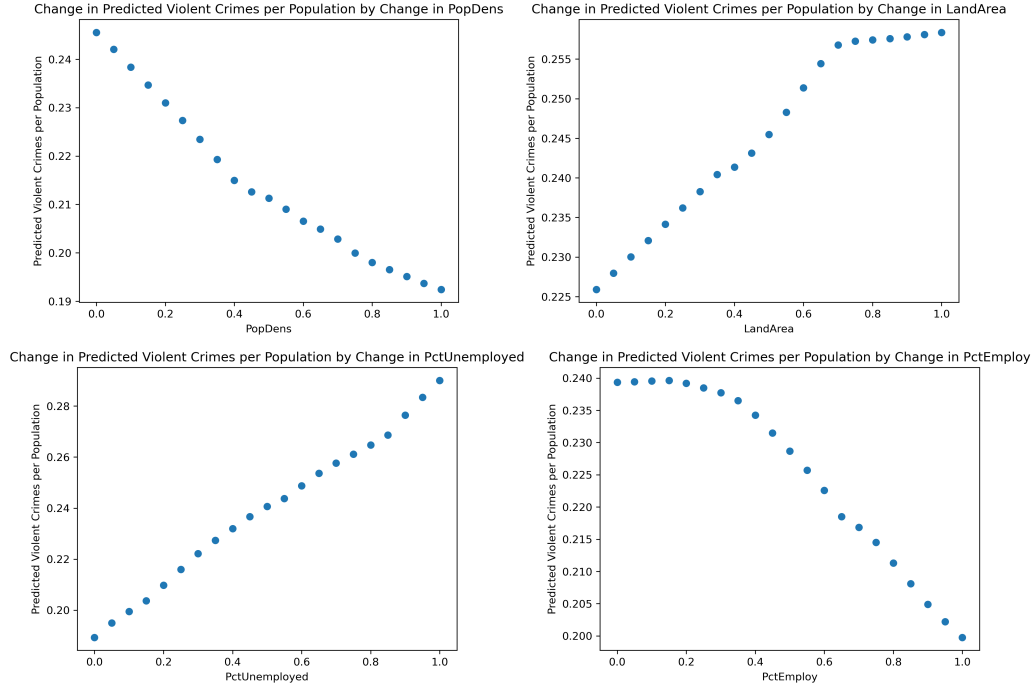 Change in Predicted Violent Crimes per Population by Change in PopDens
Predicted Violent Crimes per Population
0.24
0.23
0.22
0.21
0.20
0.19
0.0 0.2 0.4 0.6 0.8 1.0
PopDens
Change in Predicted Violent Crimes per Population by Change in LandArea
Predicted Violent Crimes per Population
0.255
0.250
0.245
0.240
0.235
0.230
0.225
0.0 0.2 0.4 0.6 0.8 1.0
LandArea
Change in Predicted Violent Crimes per Population by Change in PctUnemployed
Predicted Violent Crimes per Population
0.28
0.26
0.24
0.22
0.20
0.0 0.2 0.4 0.6 0.8 1.0
PctUnemployed
Change in Predicted Violent Crimes per Population by Change in PctEmploy
Predicted Violent Crimes per Population
0.240
0.235
0.230
0.225
0.220
0.215
0.210
0.205
0.200
0.0 0.2 0.4 0.6 0.8 1.0
PctEmploy